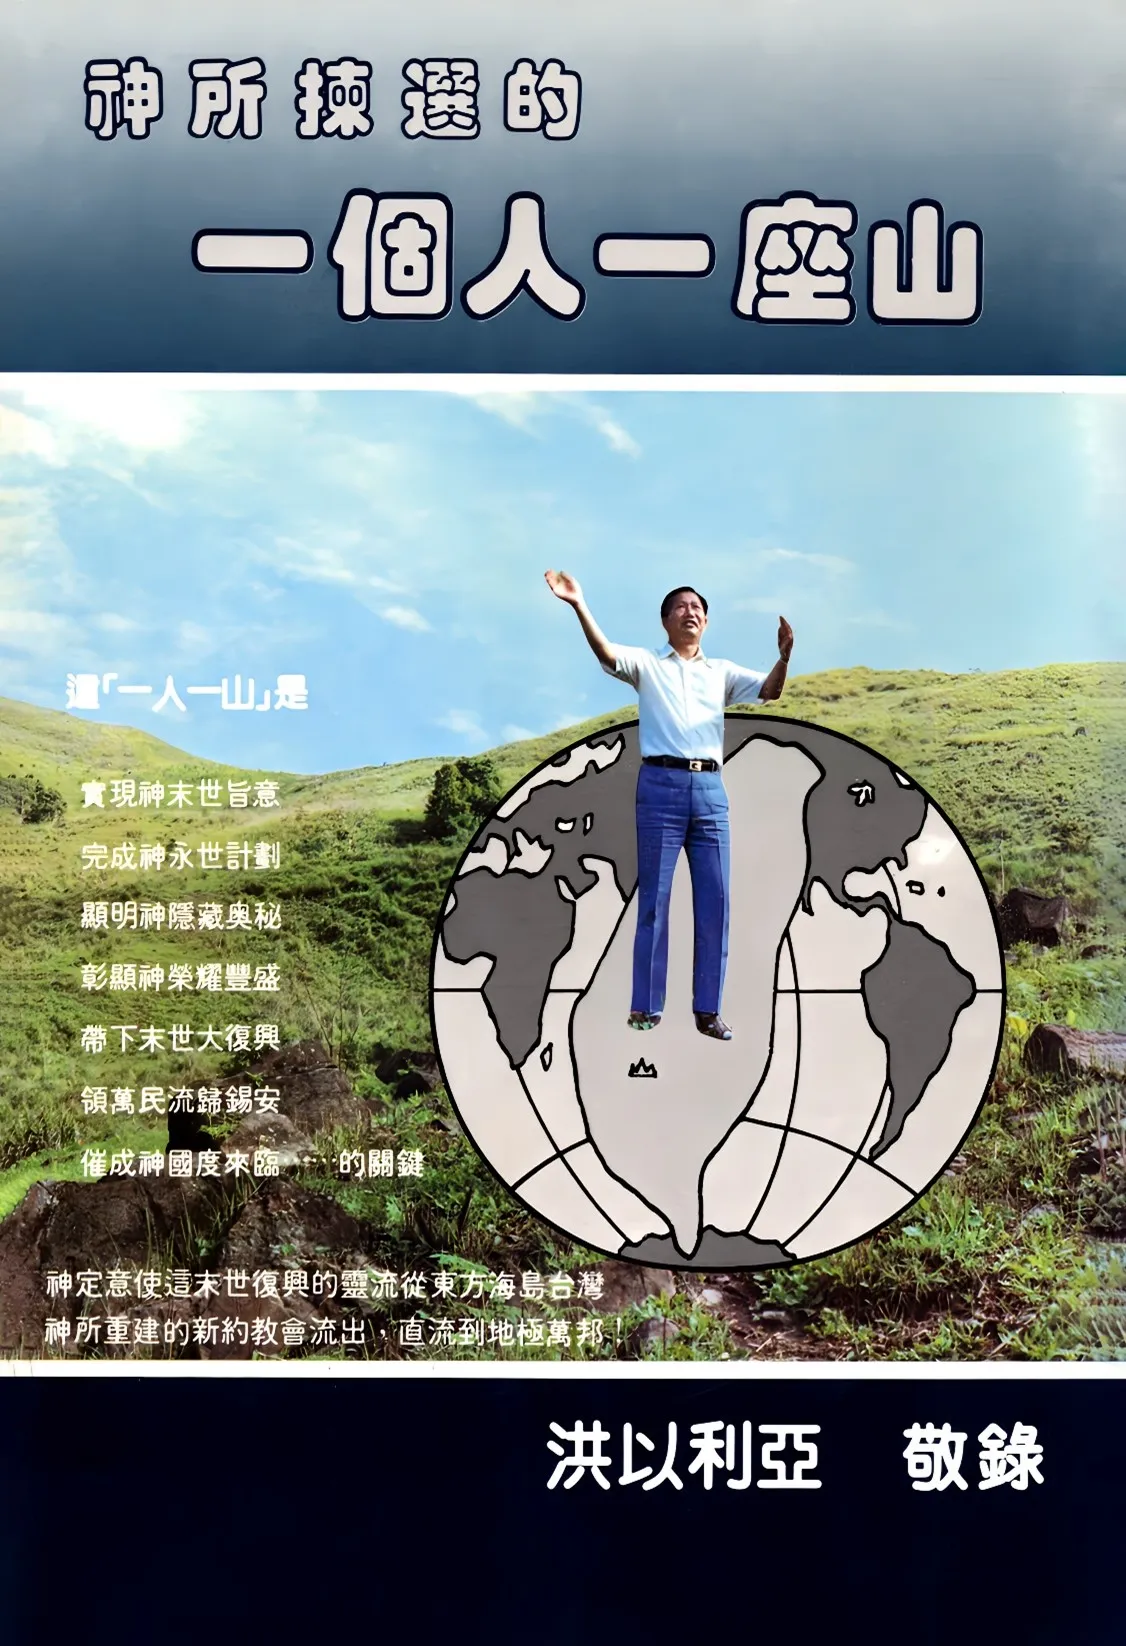 神所揀選的
一個人一座山
這「一人一山」是
實現神末世旨意
完成神永世計劃
顯明神隱藏奧秘
彰顯神榮耀豐盛
帶下末世大復興
領萬民流歸錫安
催成神國度來臨……的關鍵
神定意使這末世復興的靈流從東方海島台灣
神所重建的新約教會流出，直流到地極萬邦！
洪以利亞　敬錄